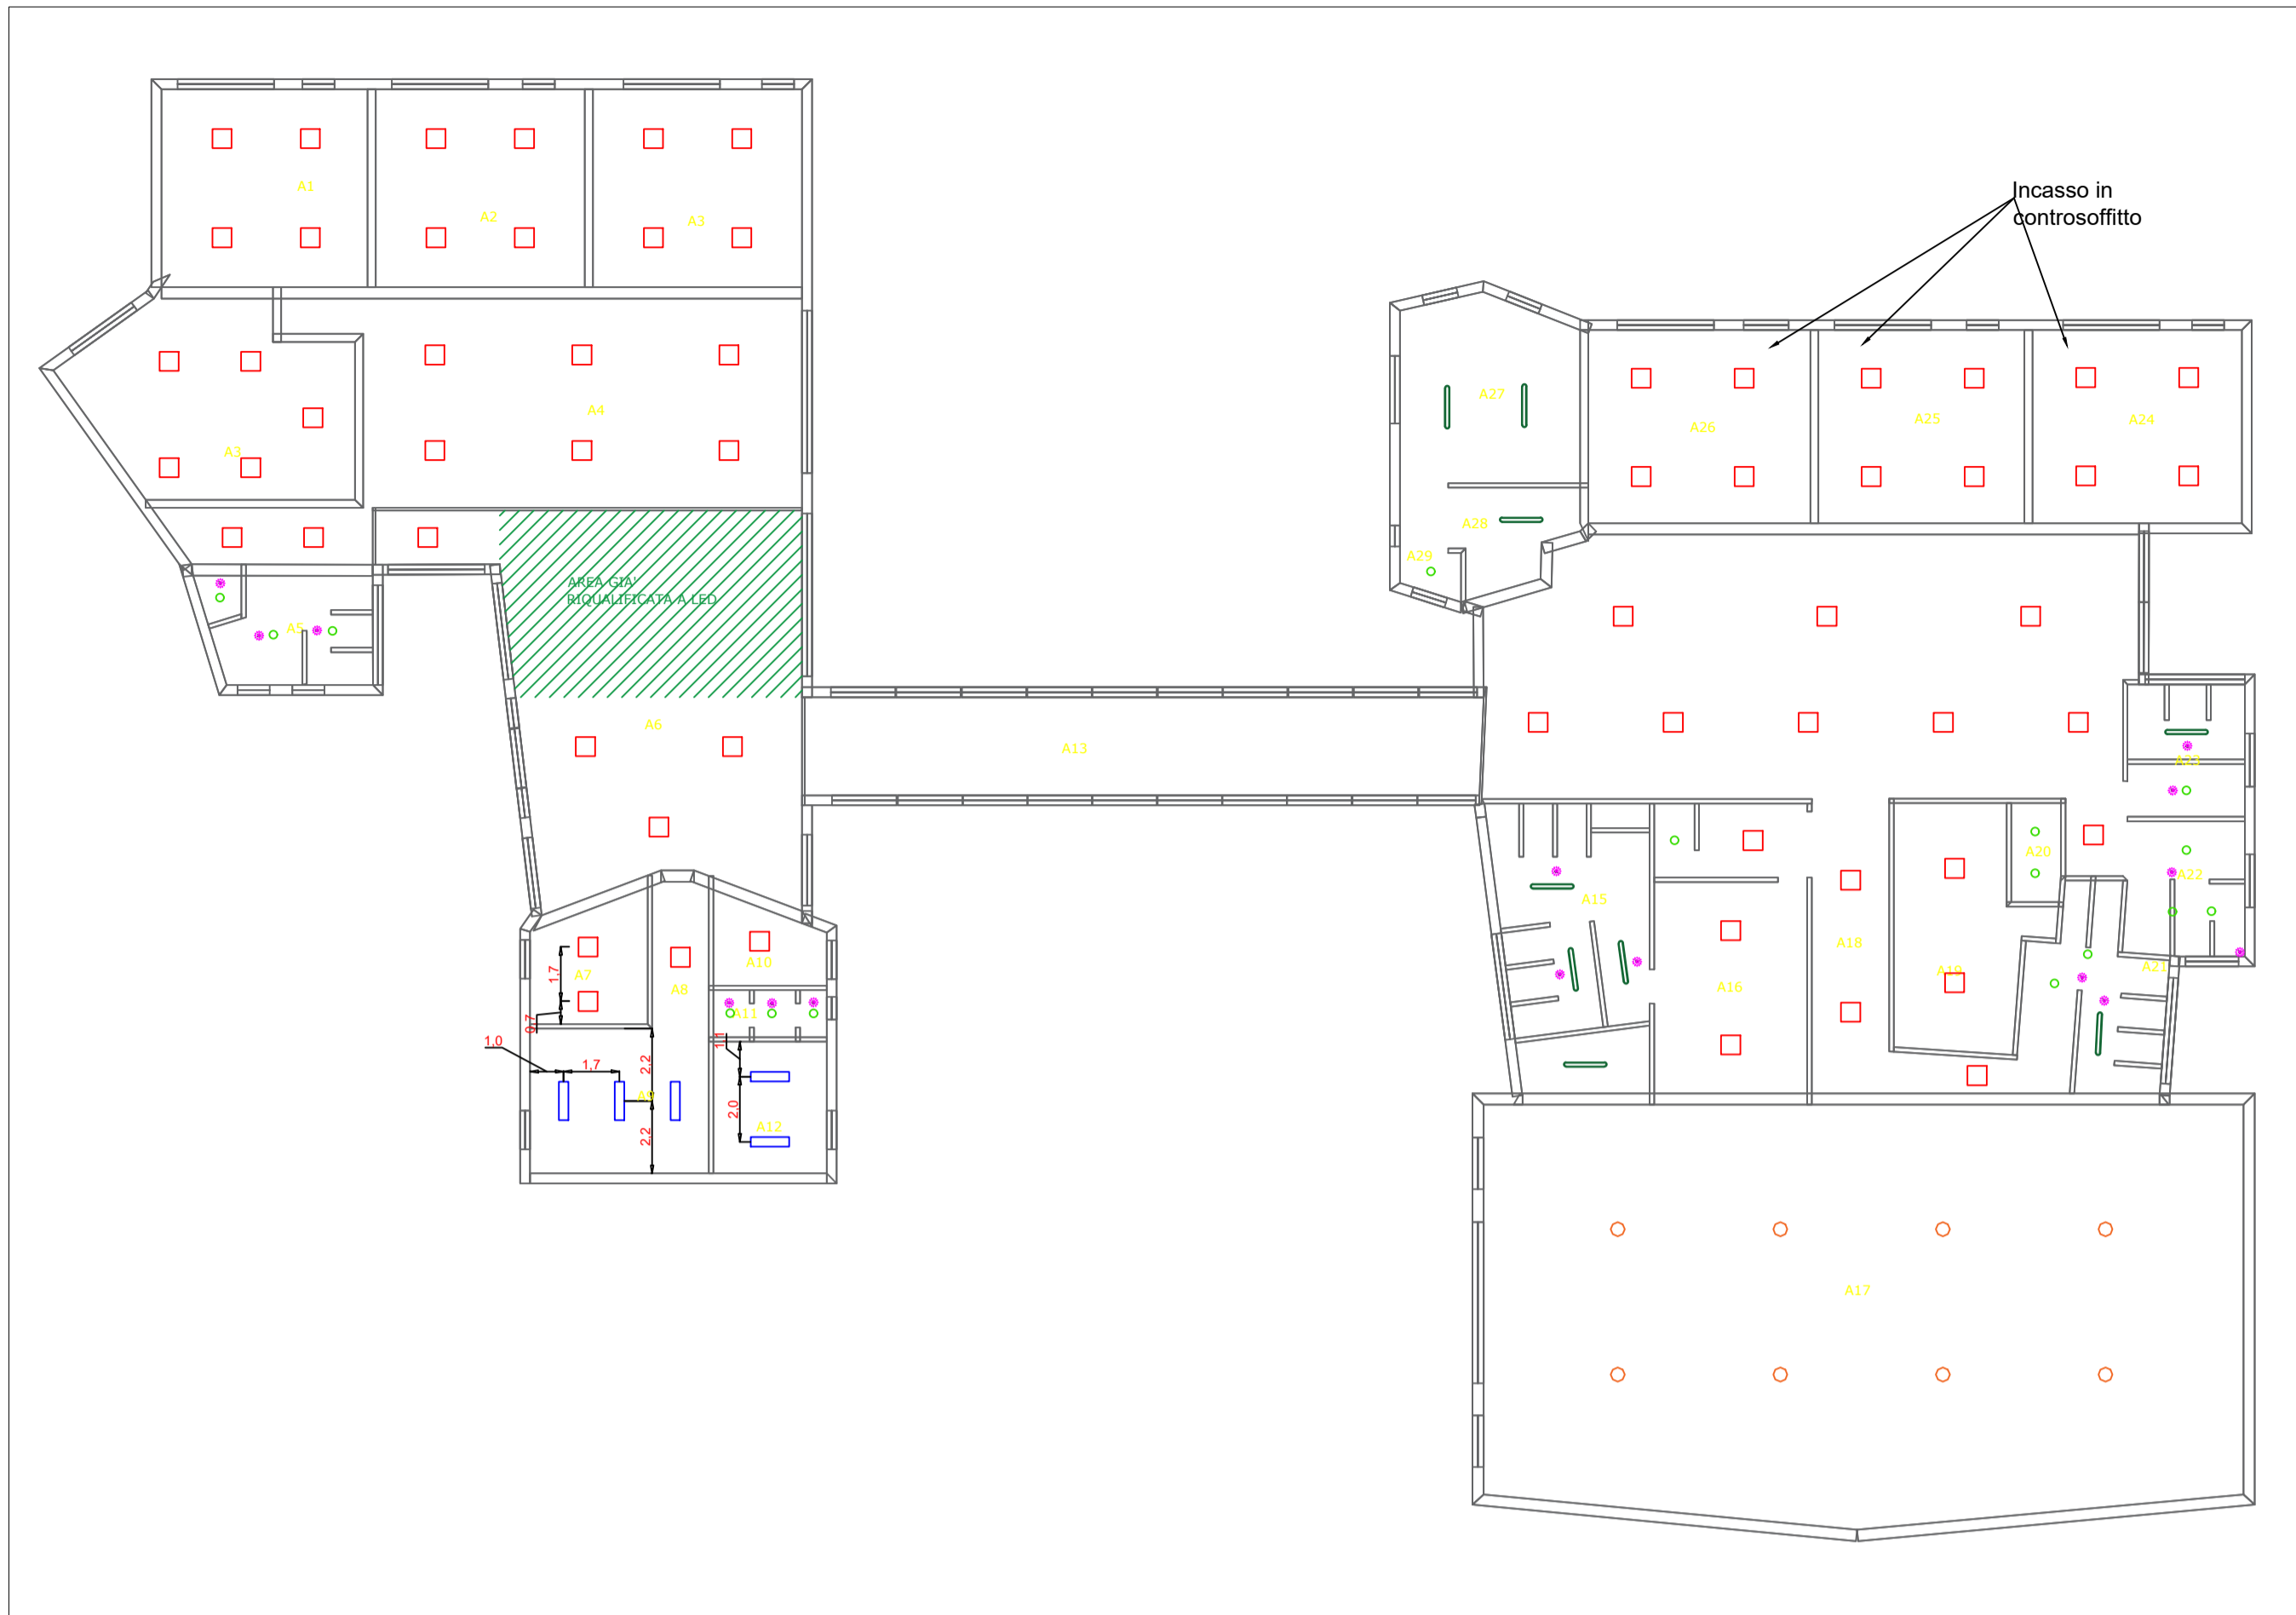 Incasso in
controsoffitto
A1
A2
A3
A27
A4
A24
A25
A26
A3
A28
A29
AREA GIA'
RIQUALIFICATA A LED
A5
A6
A13
A23
A20
A22
A15
A18
A10
A21
A19
A7
1,7
A8
A16
A11
0,7
1,0
1,1
1,7
2,2
A9
2,0
A12
2,2
A17